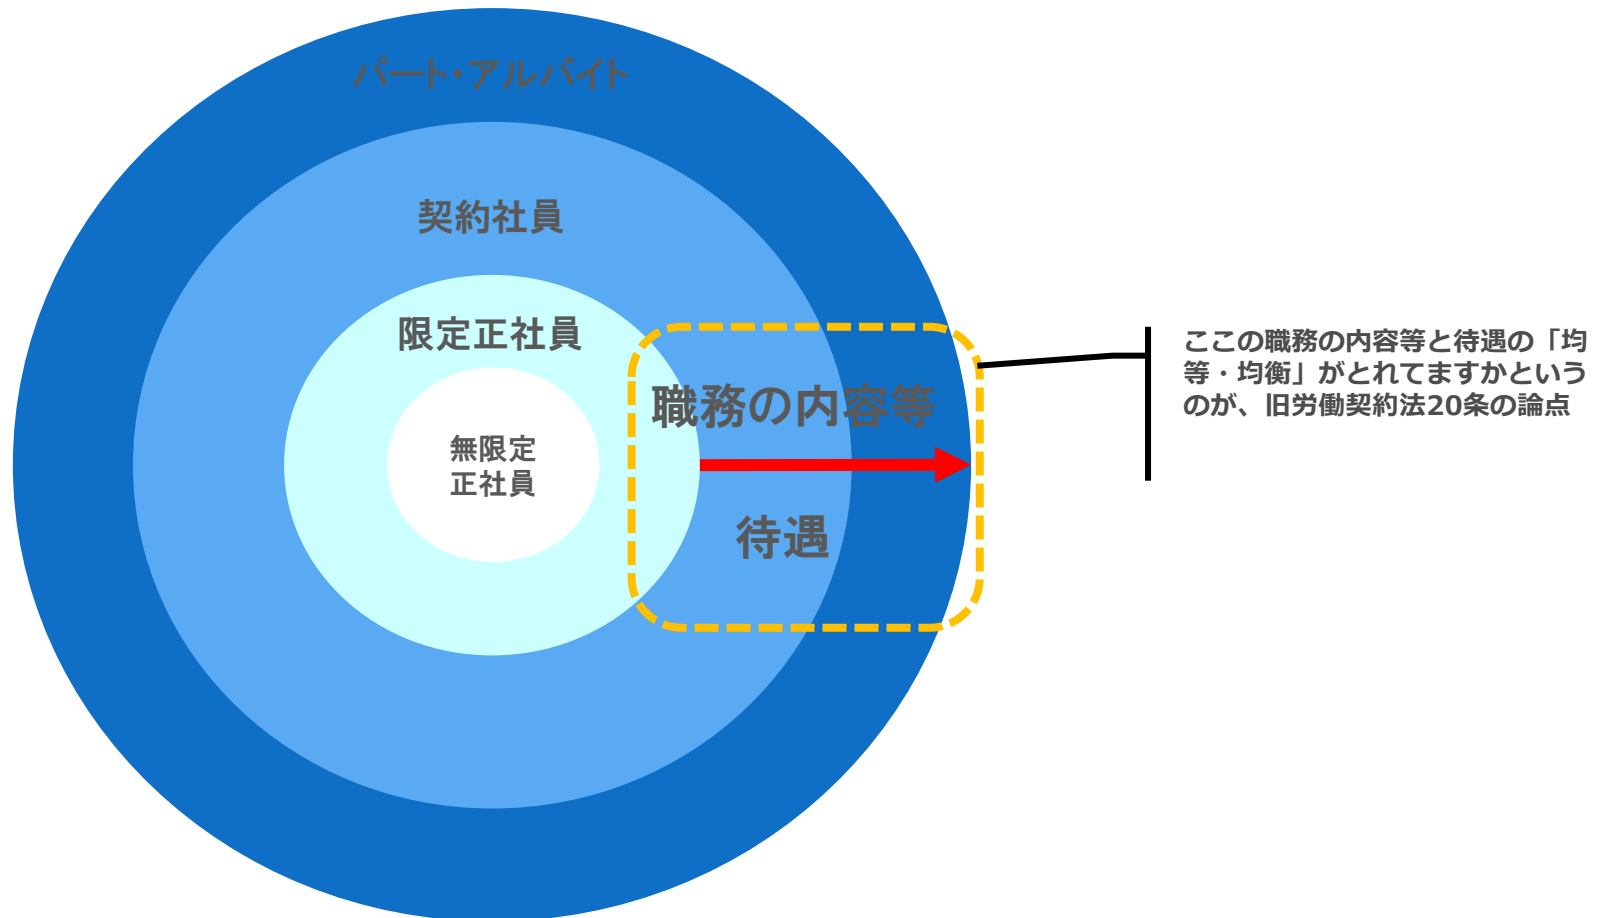 パート・アルバイト
契約社員
限定正社員
無限定
正社員
職務の内容等
待遇
ここの職務の内容等と待遇の「均
等・均衡」がとれてますかという
のが、旧労働契約法20条の論点